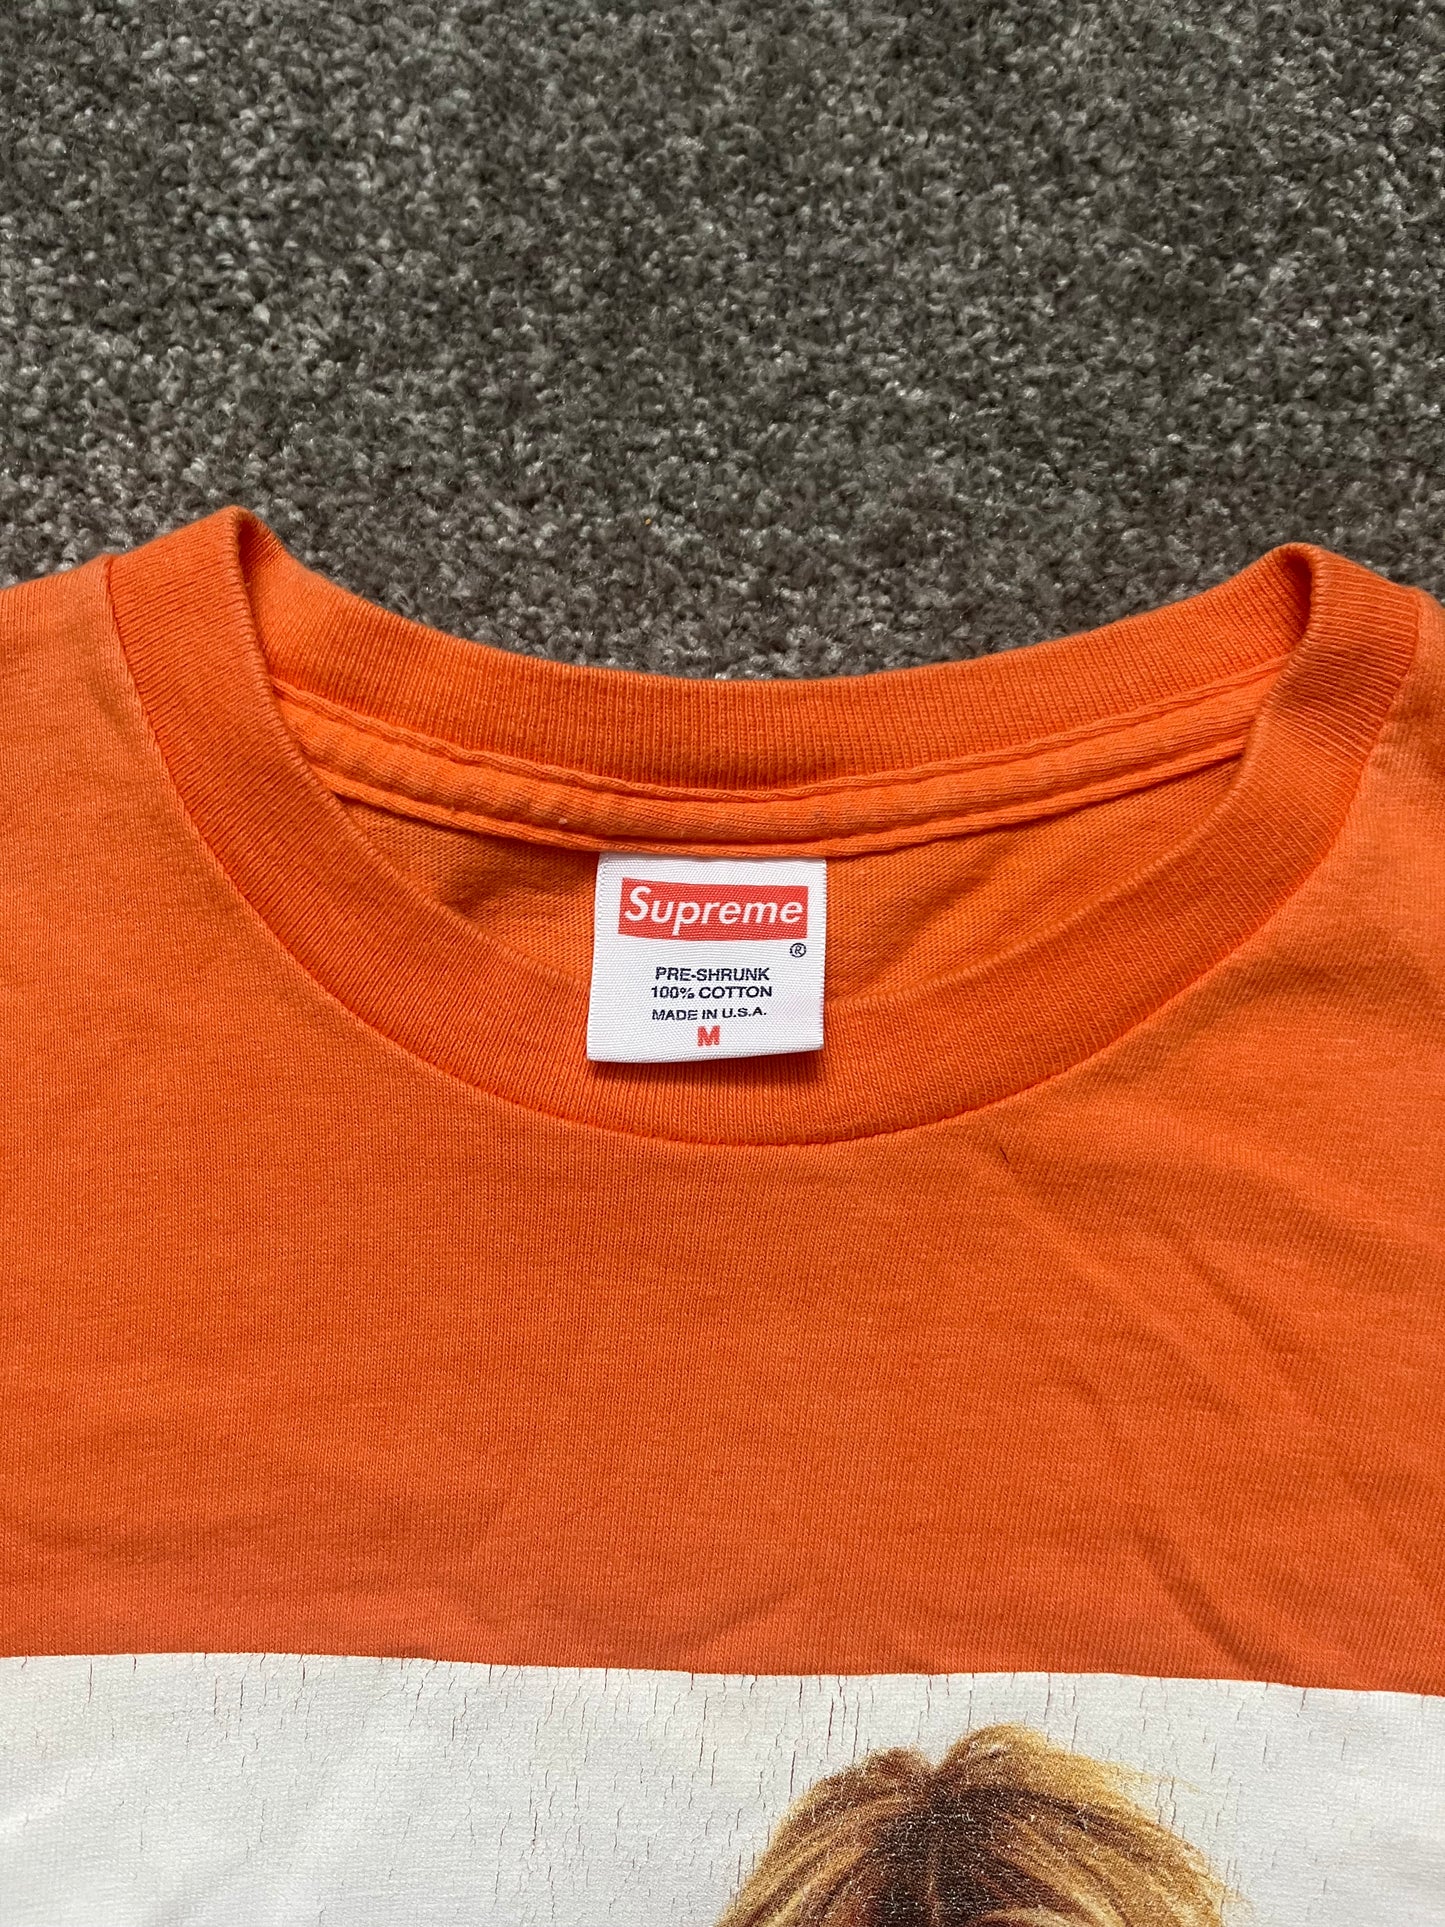 Supreme
®
PRE-SHRUNK
100% COTTON
MADE IN U.S.A.
M